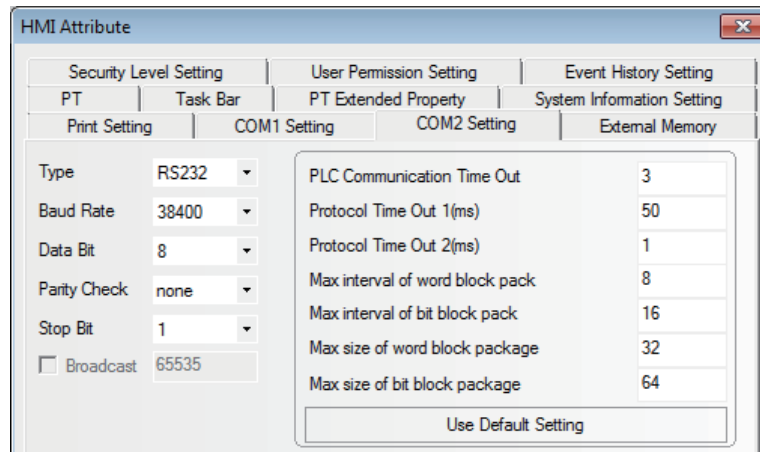 HMI Attribute
Security Level Setting User Permission Setting Event History Setting
PT Task Bar PT Extended Property System Information Setting
Print Setting COM1 Setting COM2 Setting External Memory
Type RS232
Baud Rate 38400
Data Bit 8
Parity Check none
Stop Bit 1
Broadcast 65535
PLC Communication Time Out 3
Protocol Time Out 1(ms) 50
Protocol Time Out 2(ms) 1
Max interval of word block pack 8
Max interval of bit block pack 16
Max size of word block package 32
Max size of bit block package 64
Use Default Setting